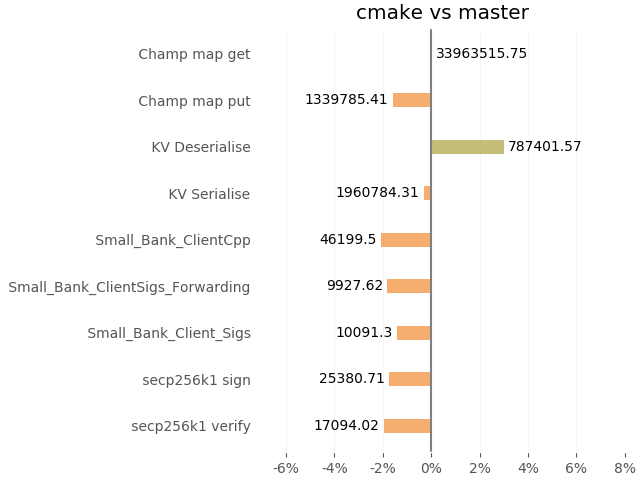 cmake vs master
Champ map get 33963515.75
Champ map put 1339785.41
KV Deserialise 787401.57
KV Serialise 1960784.31
Small_Bank_ClientCpp 46199.5
Small_Bank_ClientSigs_Forwarding 9927.62
Small_Bank_Client_Sigs 10091.3
secp256k1 sign 25380.71
secp256k1 verify 17094.02
-6% -4% -2% 0% 2% 4% 6% 8%